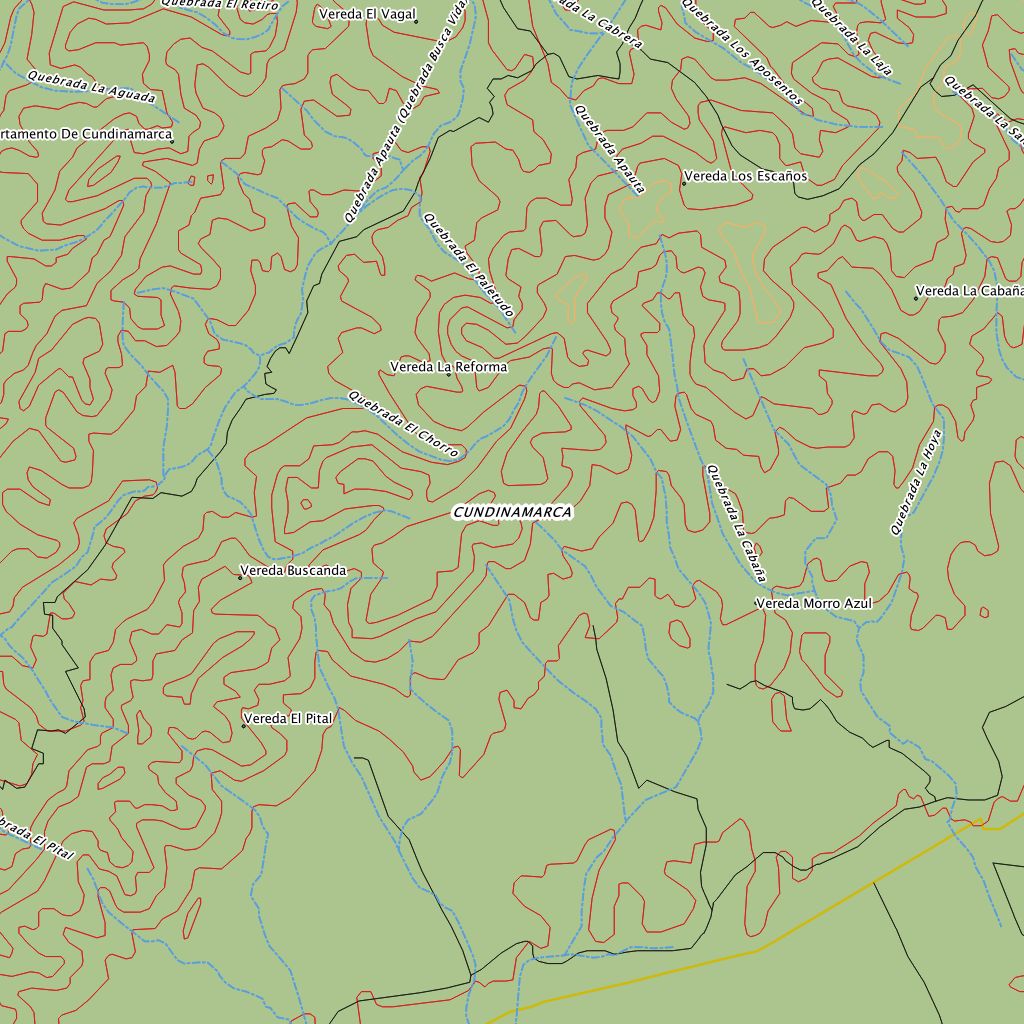 Quebrada El Retiro
Vereda El Vagal
Quebrada Apauta (Quebrada Busca Vida
da La Cabrera
Quebrada Los Aposentos
Quebrada La Laja
Quebrada La Aguada
rtamento De Cundinamarca
Quebrada Apauta
Quebrada La
Vereda Los Escaños
Quebrada El Paletudo
Vereda La Cabaña
Vereda La Reforma
Quebrada El Chorro
Quebrada La Hoya
Quebrada La Cabaña
CUNDINAMARCA
Vereda Buscanda
Vereda Morro Azul
Vereda El Pital
brada El Pital